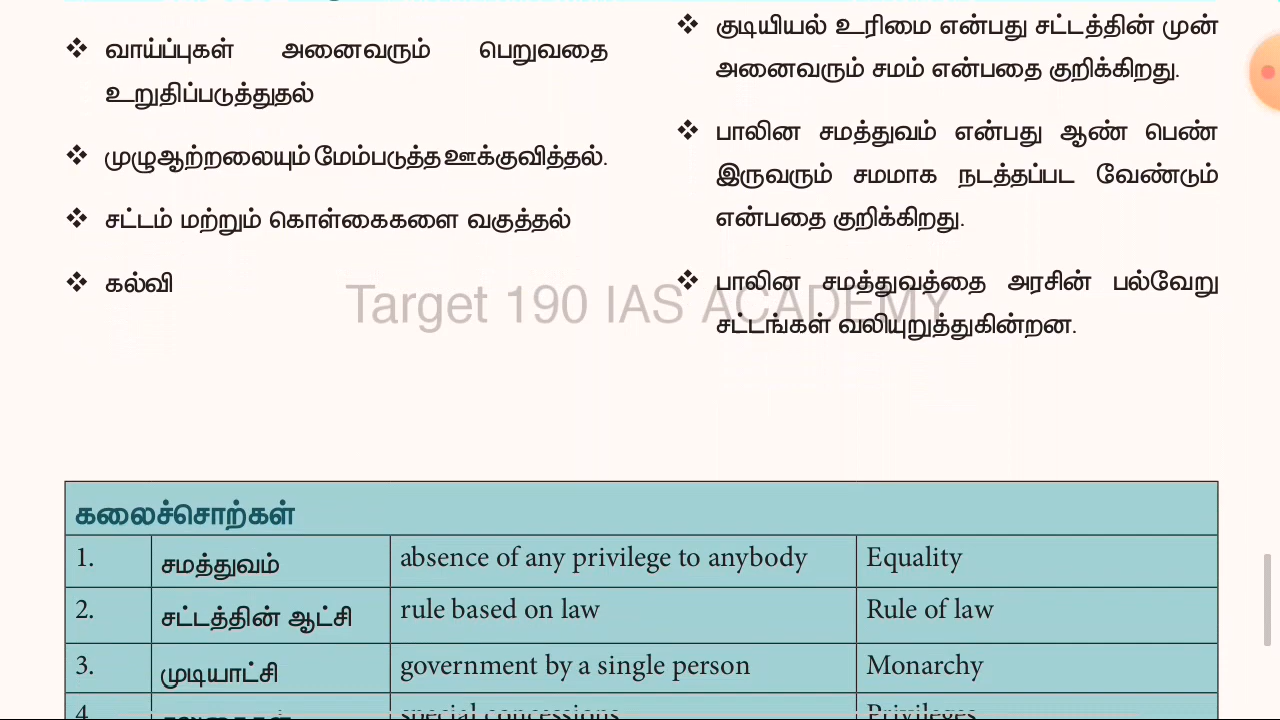 ❖ வாய்ப்புகள் அனைவரும் பெறுவதை
உறுதிப்படுத்துதல்
❖ முழுஆற்றலையும் மேம்படுத்த ஊக்குவித்தல்.
❖ சட்டம் மற்றும் கொள்கைகளை வகுத்தல்
❖ கல்வி
❖ குடியியல் உரிமை என்பது சட்டத்தின் முன்
அனைவரும் சமம் என்பதை குறிக்கிறது.
❖ பாலின சமத்துவம் என்பது ஆண் பெண்
இருவரும் சமமாக நடத்தப்பட வேண்டும்
என்பதை குறிக்கிறது.
❖ பாலின சமத்துவத்தை அரசின் பல்வேறு
சட்டங்கள் வலியுறுத்துகின்றன.
Target 190 IAS ACADEMY
கலைச்சொற்கள்
1. சமத்துவம் absence of any privilege to anybody Equality
2. சட்டத்தின் ஆட்சி rule based on law Rule of law
3. முடியாட்சி government by a single person Monarchy
4. special concessions Privileges